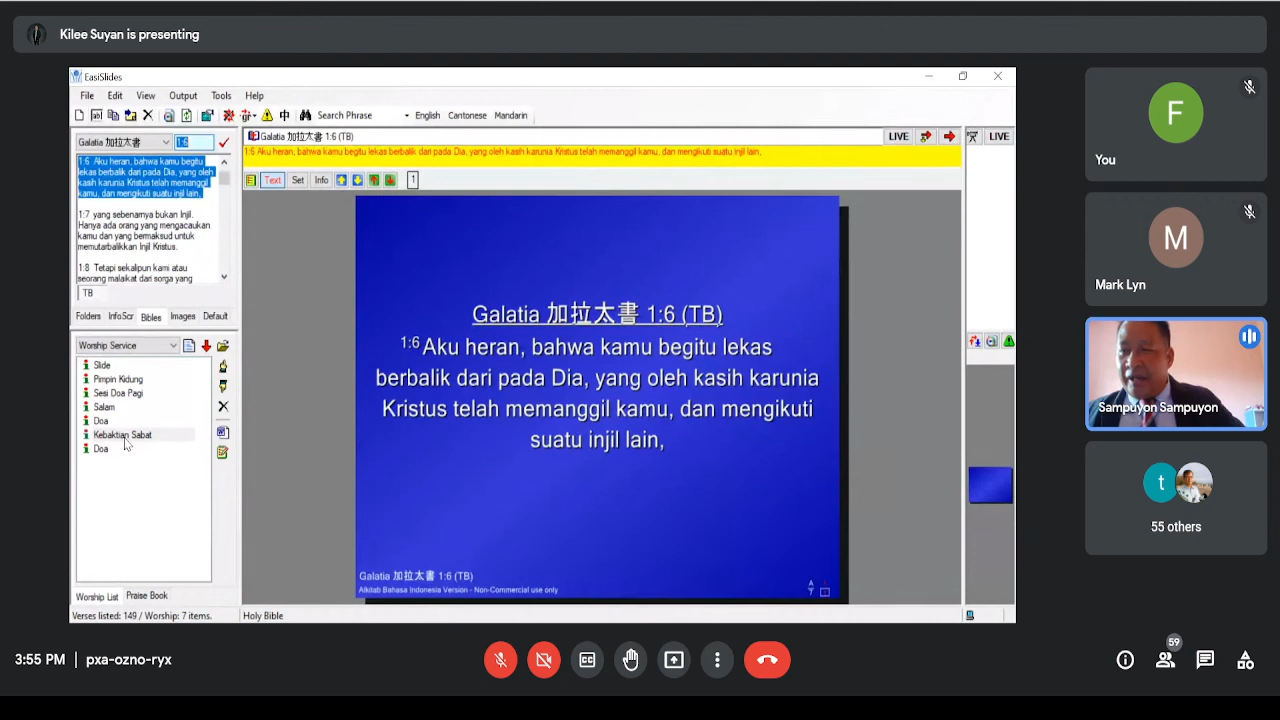 Kilee Suyan is presenting
EasiSlides
File Edit View Output Tools Help
Search Phrase English Cantonese Mandarin
Galatia 加拉太書 1:6
1:6 Aku heran, bahwa kamu begitu
lekas berbalik dari pada Dia, yang oleh
kasih karunia Kristus telah memanggil
kamu, dan mengikuti suatu injil lain,
1:7 yang sebenarnya bukan Injil.
Hanya ada orang yang mengacaukan
kamu dan yang bermaksud untuk
memutarbalikkan Injil Kristus.
1:8 Tetapi sekalipun kami atau
seorang malaikat dari sorga yang
TB
Folders InfoScr Bibles Images Default
Worship Service
Slide
Pimpin Kidung
Sesi Doa Pagi
Salam
Doa
Kebaktian Sabat
Doa
Worship List Praise Book
Verses listed: 149 / Worship: 7 items. Holy Bible
Galatia 加拉太書 1:6 (TB) LIVE LIVE
1:6 Aku heran, bahwa kamu begitu lekas berbalik dari pada Dia, yang oleh kasih karunia Kristus telah memanggil kamu, dan mengikuti suatu injil lain,
Text Set Info 1
Galatia 加拉太書 1:6 (TB)
1:6 Aku heran, bahwa kamu begitu lekas
berbalik dari pada Dia, yang oleh kasih karunia
Kristus telah memanggil kamu, dan mengikuti
suatu injil lain,
Galatia 加拉太書 1:6 (TB)
Alkitab Bahasa Indonesia Version - Non-Commercial use only
F
You
M
Mark Lyn
Sampuyon Sampuyon
t
55 others
3:55 PM | pxa-ozno-ryx
59